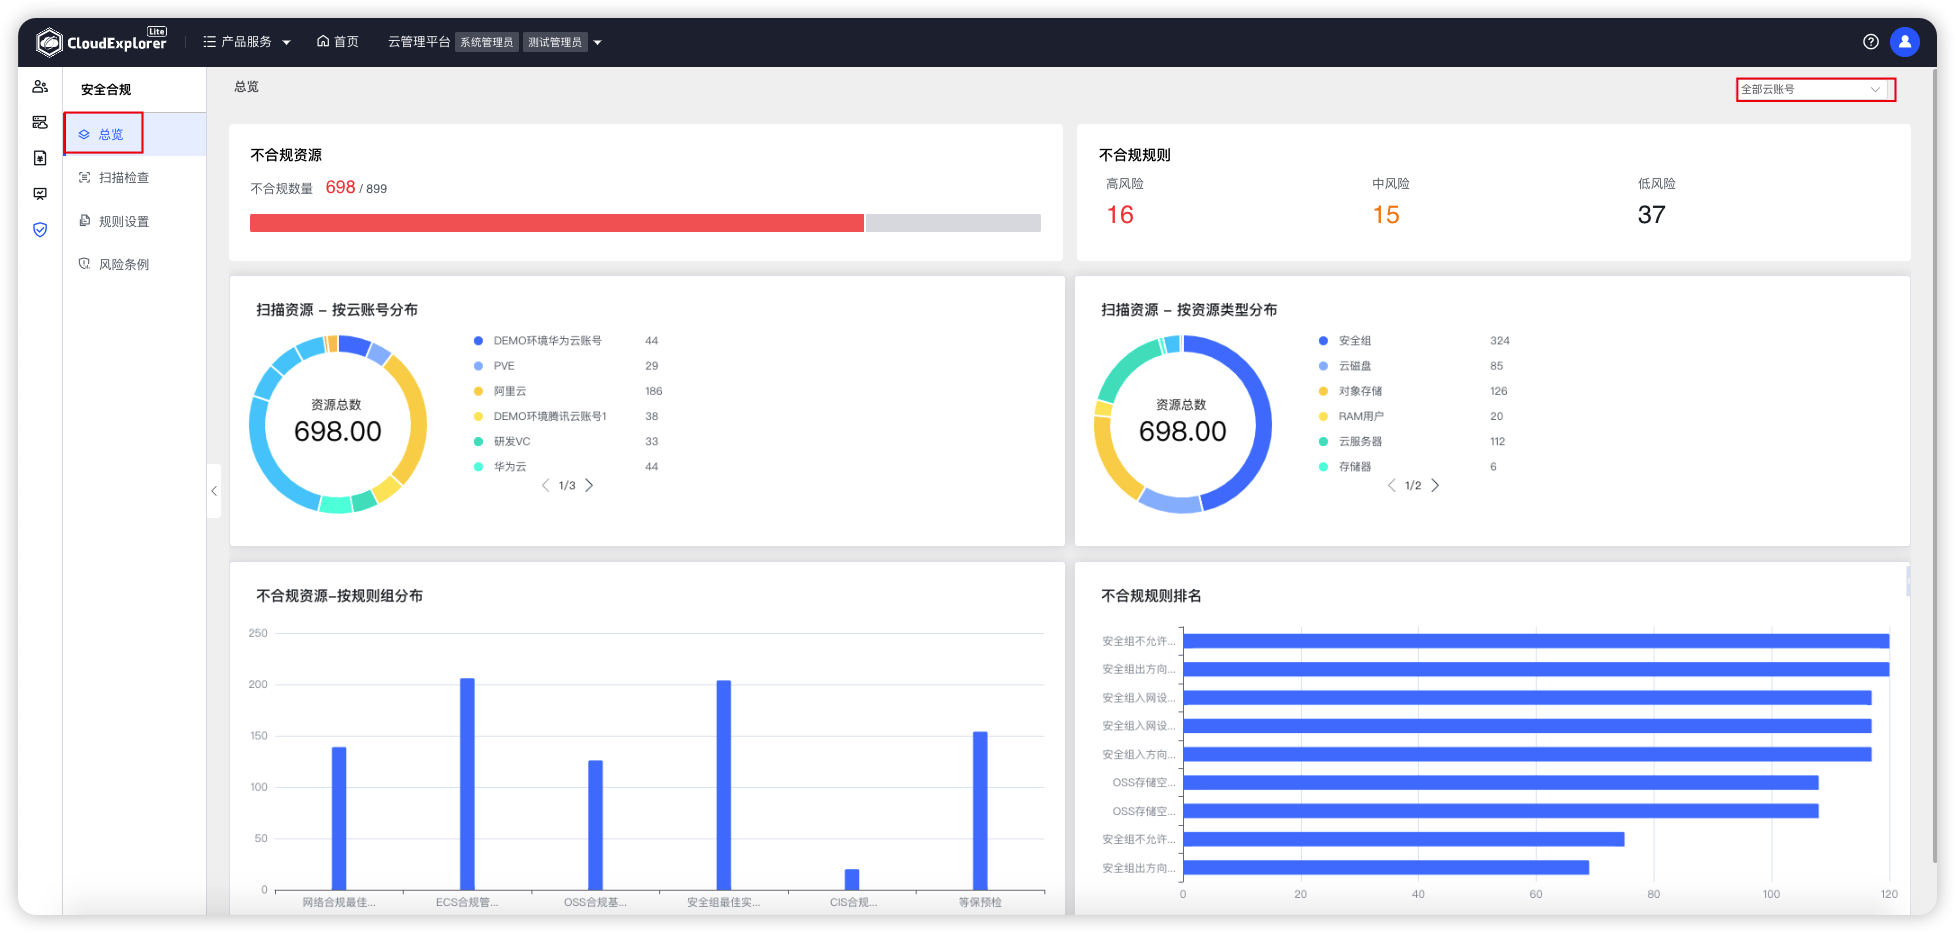 CloudExplorer Lite
产品服务
首页
云管理平台 系统管理员 测试管理员
安全合规
总览
扫描检查
规则设置
风险条例
总览
全部云账号
不合规资源
不合规数量 698 / 899
不合规规则
高风险 中风险 低风险
16 15 37
扫描资源 – 按云账号分布
资源总数
698.00
DEMO环境华为云账号 44
PVE 29
阿里云 186
DEMO环境腾讯云账号1 38
研发VC 33
华为云 44
1/3
扫描资源 – 按资源类型分布
资源总数
698.00
安全组 324
云磁盘 85
对象存储 126
RAM用户 20
云服务器 112
存储器 6
1/2
不合规资源-按规则组分布
250
200
150
100
50
0
网络合规最佳... ECS合规管... OSS合规基... 安全组最佳实... CIS合规... 等保预检
不合规规则排名
安全组不允许...
安全组出方向...
安全组入网设...
安全组入网设...
安全组入方向...
OSS存储空...
OSS存储空...
安全组不允许...
安全组出方向...
0 20 40 60 80 100 120